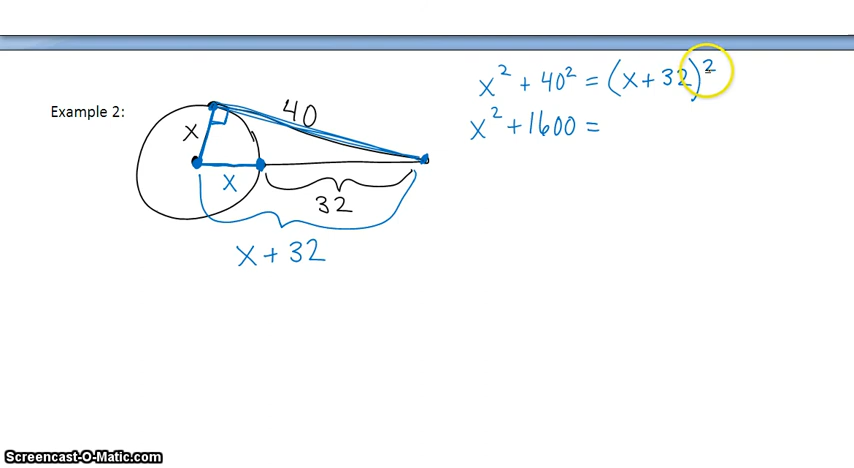 x² + 40² = (x + 32)²
Example 2:
40
x
x² + 1600 =
x
32
x + 32
Screencast-O-Matic.com